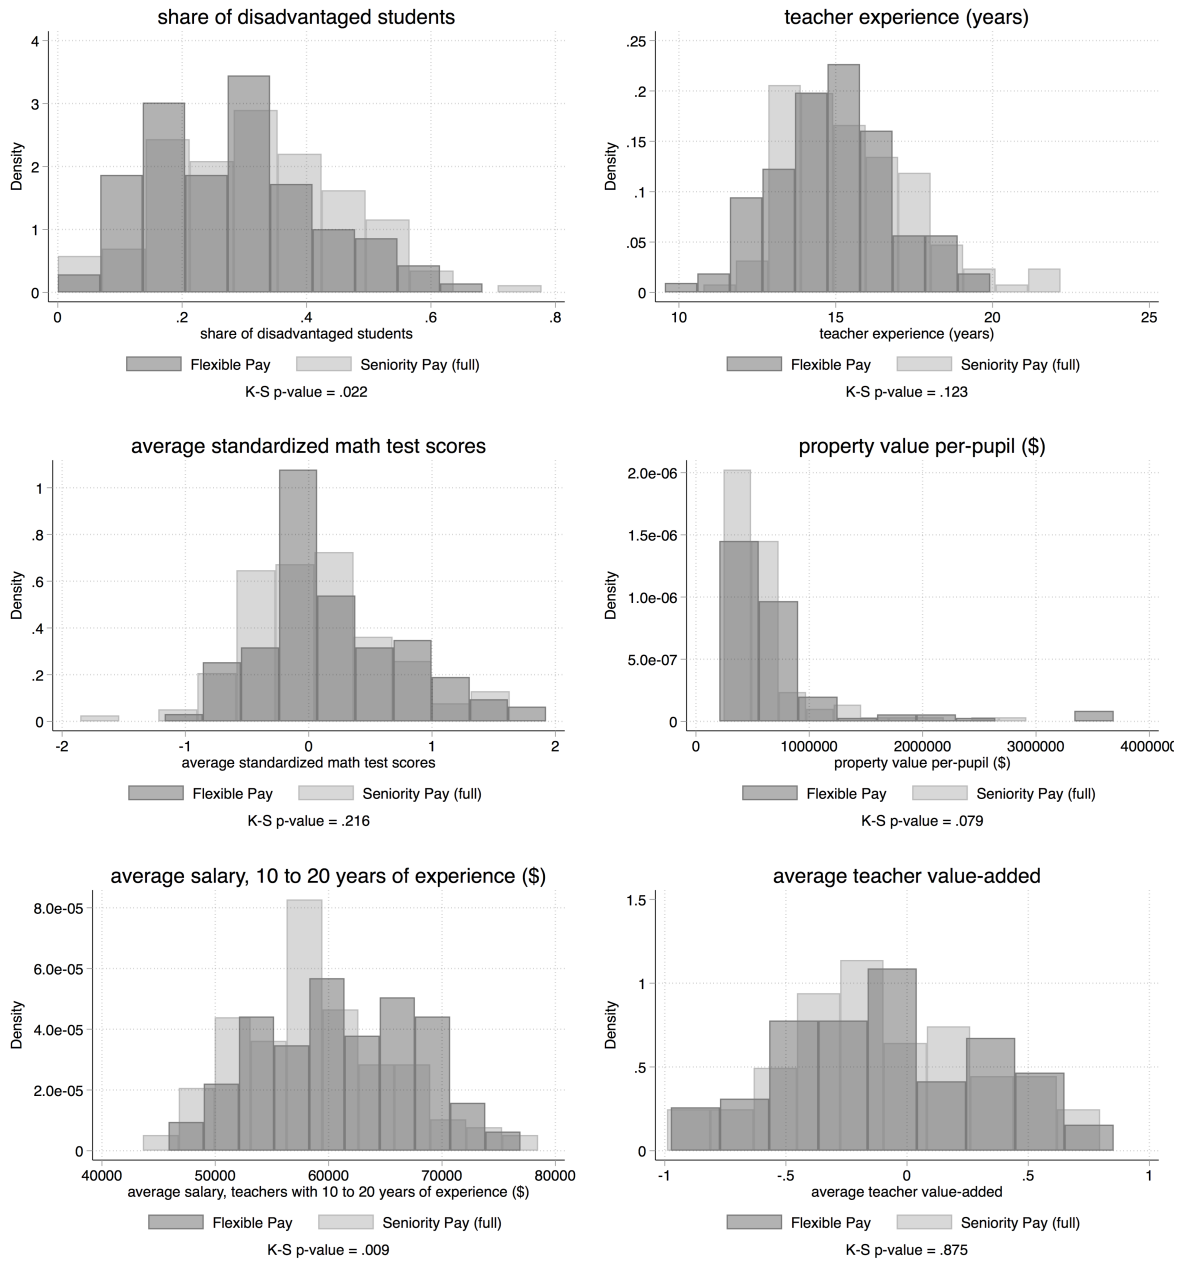 share of disadvantaged students
4
3
2
1
0
Density
0 .2 .4 .6 .8
share of disadvantaged students
Flexible Pay Seniority Pay (full)
K-S p-value = .022
teacher experience (years)
.25
.2
.15
.1
.05
0
Density
10 15 20 25
teacher experience (years)
Flexible Pay Seniority Pay (full)
K-S p-value = .123
average standardized math test scores
1
.8
.6
.4
.2
0
Density
-2 -1 0 1 2
average standardized math test scores
Flexible Pay Seniority Pay (full)
K-S p-value = .216
property value per-pupil ($)
2.0e-06
1.5e-06
1.0e-06
5.0e-07
0
Density
0 1000000 2000000 3000000 400000
property value per-pupil ($)
Flexible Pay Seniority Pay (full)
K-S p-value = .079
average salary, 10 to 20 years of experience ($)
8.0e-05
6.0e-05
4.0e-05
2.0e-05
0
Density
40000 50000 60000 70000 80000
average salary, teachers with 10 to 20 years of experience ($)
Flexible Pay Seniority Pay (full)
K-S p-value = .009
average teacher value-added
1.5
1
.5
0
Density
-1 -.5 0 .5 1
average teacher value-added
Flexible Pay Seniority Pay (full)
K-S p-value = .875